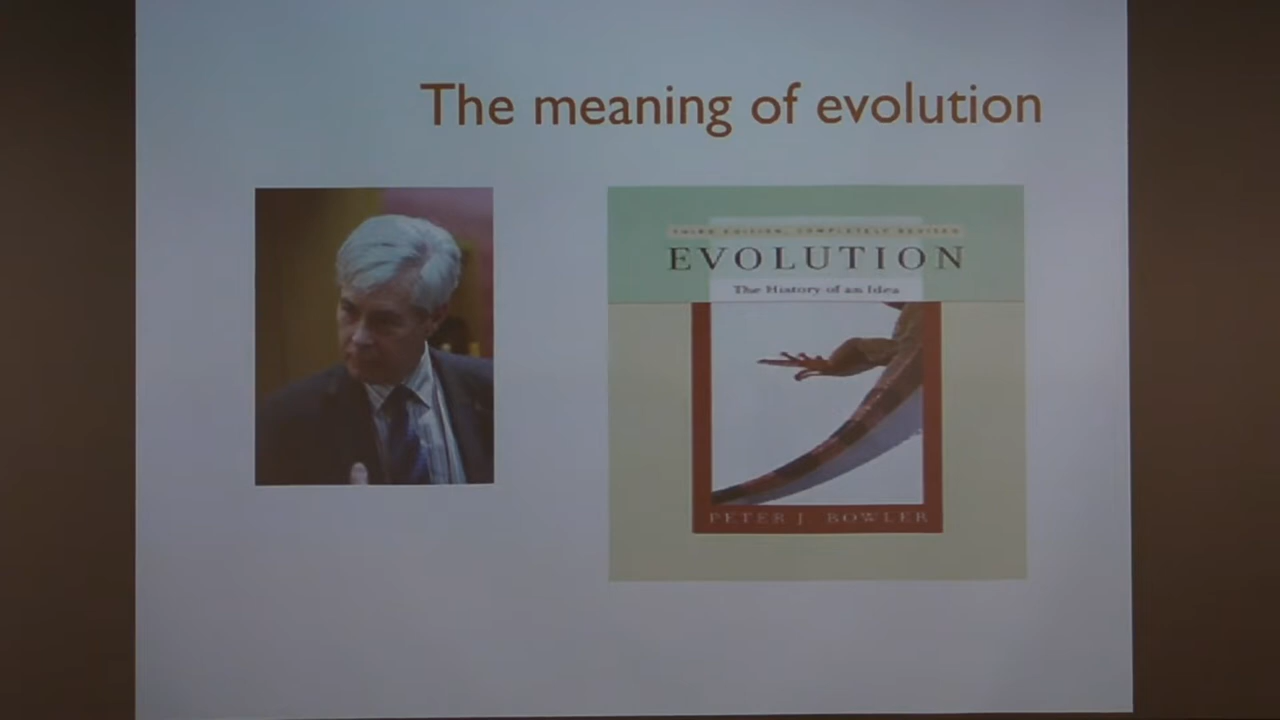 The meaning of evolution
THIRD EDITION, COMPLETELY REVISED
EVOLUTION
The History of an Idea
PETER J. BOWLER